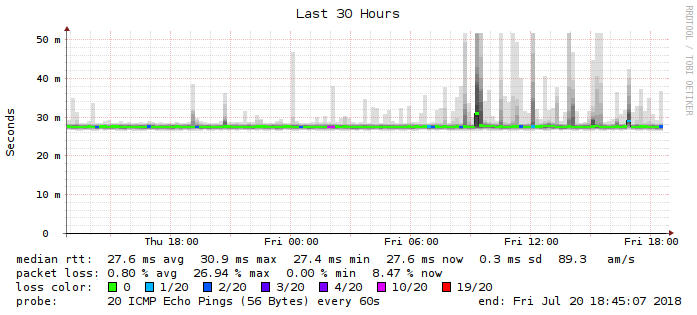 Last 30 Hours
RRDTOOL / TOBI OETIKER
Seconds
50 m
40 m
30 m
20 m
10 m
0
Thu 18:00 Fri 00:00 Fri 06:00 Fri 12:00 Fri 18:00
median rtt: 27.6 ms avg 30.9 ms max 27.4 ms min 27.6 ms now 0.3 ms sd 89.3 am/s
packet loss: 0.80 % avg 26.94 % max 0.00 % min 8.47 % now
loss color: 0 1/20 2/20 3/20 4/20 10/20 19/20
probe: 20 ICMP Echo Pings (56 Bytes) every 60s end: Fri Jul 20 18:45:07 2018